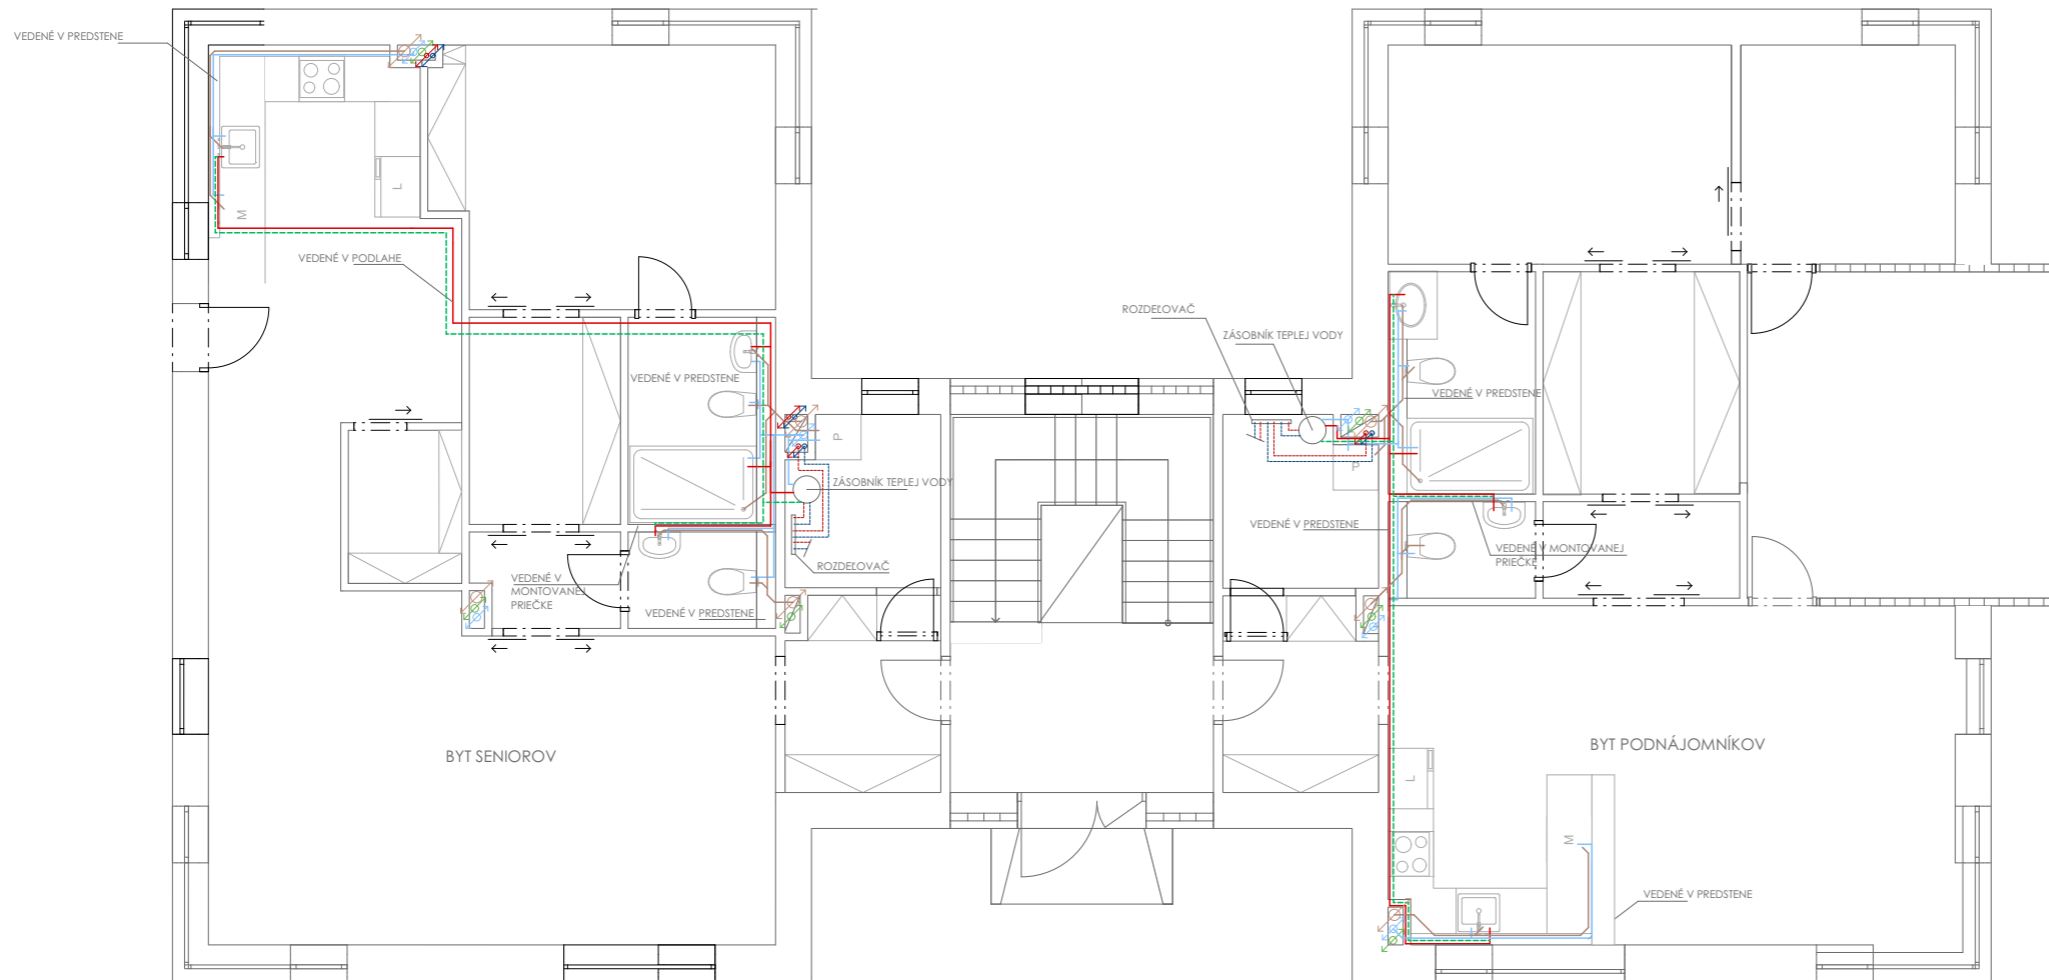 VEDENÉ V PREDSTENE
L
M
VEDENÉ V PODLAHE
ROZDEĽOVAČ
ZÁSOBNÍK TEPLEJ VODY
VEDENÉ V PREDSTENE
VEDENÉ V PREDSTENE
P
P
ZÁSOBNÍK TEPLEJ VODY
VEDENÉ V PREDSTENE
VEDENÉ V MONTOVANEJ
PRIEČKE
ROZDEĽOVAČ
VEDENÉ V
MONTOVANEJ
PRIEČKE
VEDENÉ V PREDSTENE
BYT SENIOROV
BYT PODNÁJOMNÍKOV
L
M
VEDENÉ V PREDSTENE